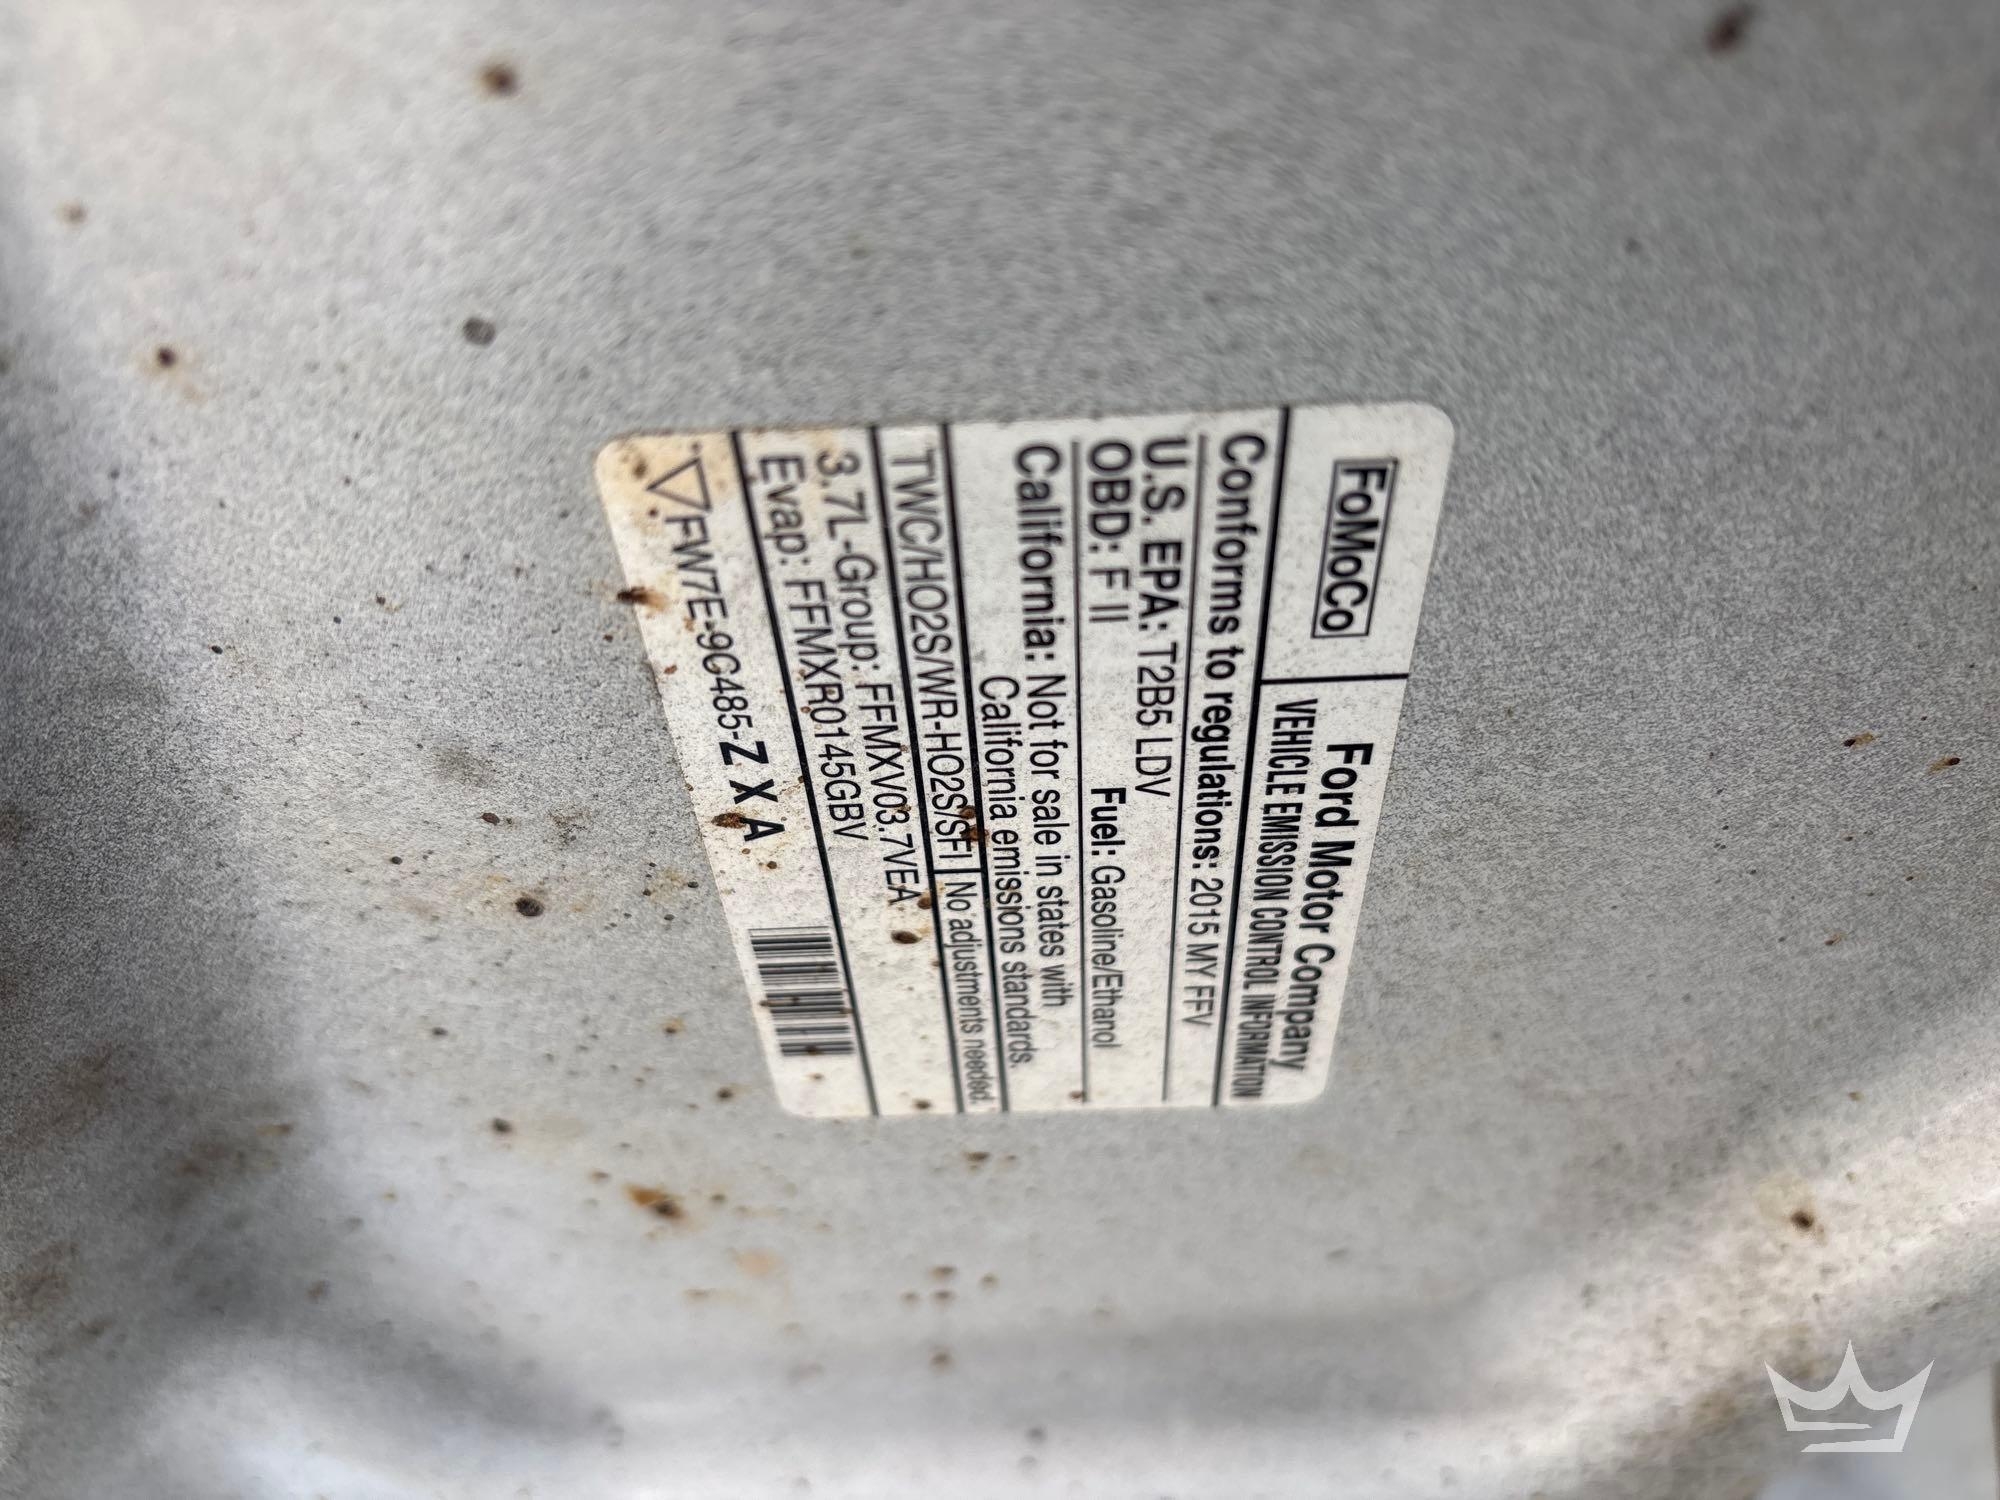 FoMoCo
Ford Motor Company
VEHICLE EMISSION CONTROL INFORMATION
Conforms to regulations: 2015 MY FFV
U.S. EPA: T2B5 LDV
OBD: F II Fuel: Gasoline/Ethanol
California: Not for sale in states with
California emissions standards.
TWC/HO2S/WR-HO2S/SFI No adjustments needed.
3.7L-Group: FFMXV03.7VEA
Evap: FFMXR0145GBV
FW7E-9C485-Z X A